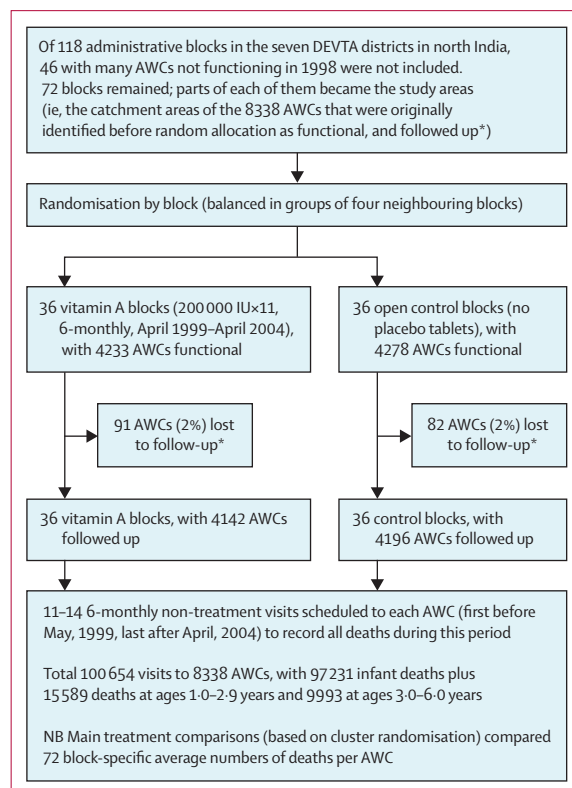 Of 118 administrative blocks in the seven DEVTA districts in north India,
46 with many AWCs not functioning in 1998 were not included.
72 blocks remained; parts of each of them became the study areas
(ie, the catchment areas of the 8338 AWCs that were originally
identified before random allocation as functional, and followed up*)
Randomisation by block (balanced in groups of four neighbouring blocks)
36 vitamin A blocks (200 000 IU×11,
6-monthly, April 1999–April 2004),
with 4233 AWCs functional
36 open control blocks (no
placebo tablets), with
4278 AWCs functional
91 AWCs (2%) lost
to follow-up*
82 AWCs (2%) lost
to follow-up*
36 vitamin A blocks, with 4142 AWCs
followed up
36 control blocks, with
4196 AWCs followed up
11–14 6-monthly non-treatment visits scheduled to each AWC (first before
May, 1999, last after April, 2004) to record all deaths during this period
Total 100 654 visits to 8338 AWCs, with 97 231 infant deaths plus
15 589 deaths at ages 1·0–2·9 years and 9993 at ages 3·0–6·0 years
NB Main treatment comparisons (based on cluster randomisation) compared
72 block-specific average numbers of deaths per AWC